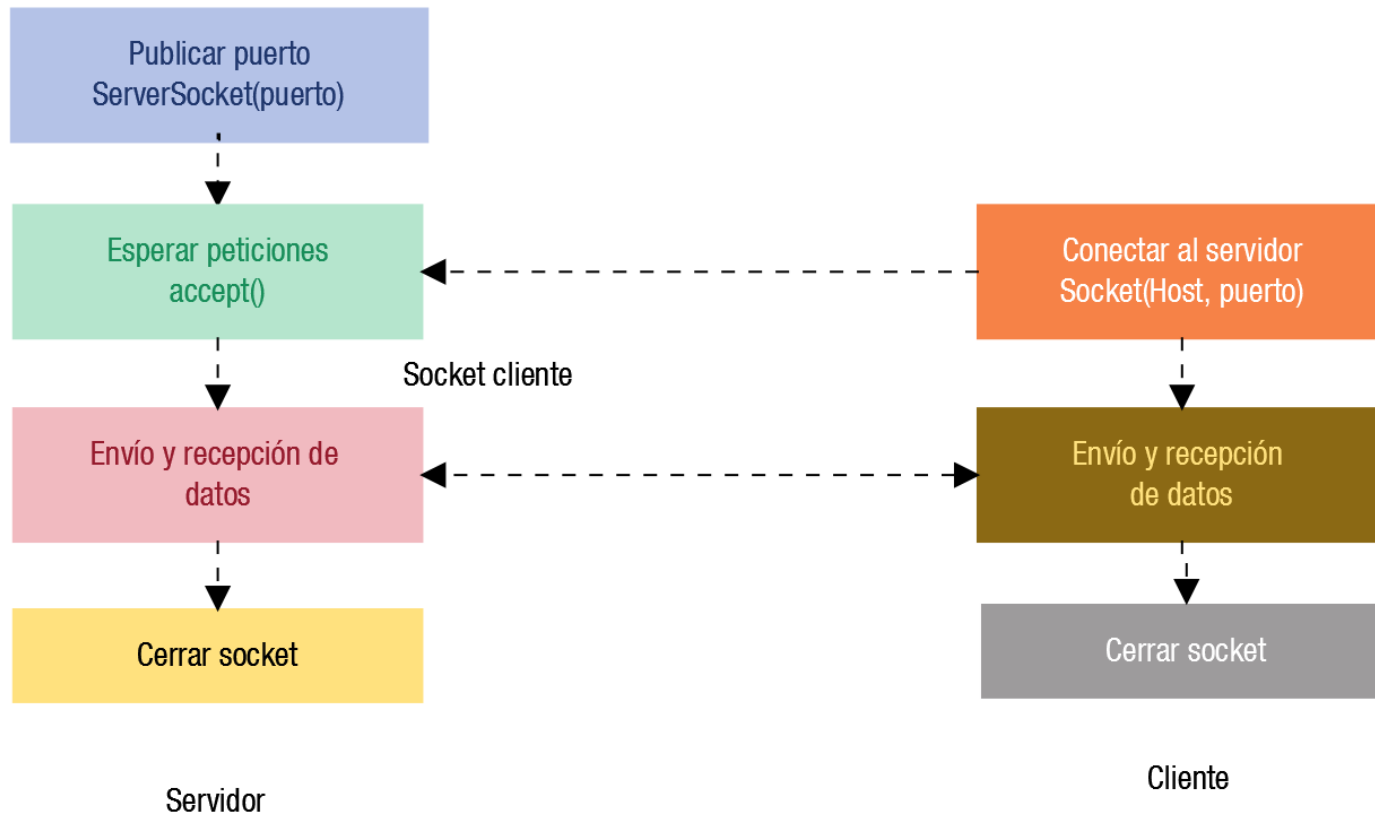 Publicar puerto
ServerSocket(puerto)
Esperar peticiones
accept()
Conectar al servidor
Socket(Host, puerto)
Socket cliente
Envío y recepción de
datos
Envío y recepción
de datos
Cerrar socket
Cerrar socket
Servidor
Cliente